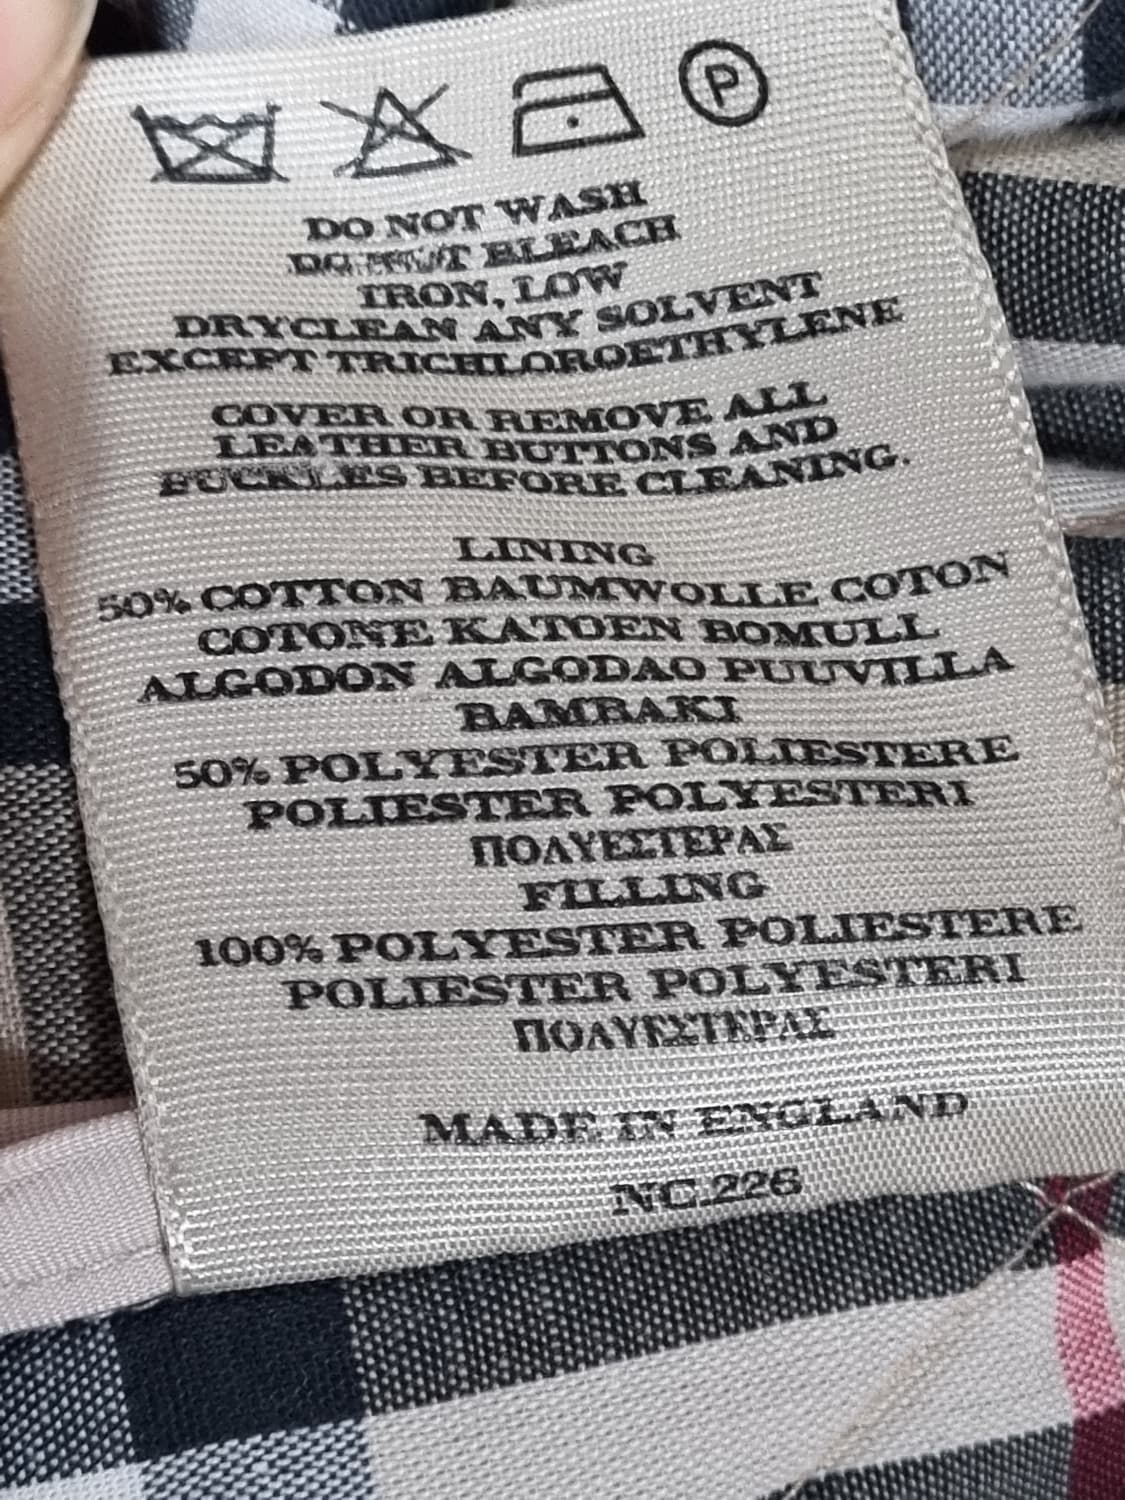 P
DO NOT WASH
DO NOT BLEACH
IRON, LOW
DRYCLEAN ANY SOLVENT
EXCEPT TRICHLOROETHYLENE
COVER OR REMOVE ALL
LEATHER BUTTONS AND
BUCKLES BEFORE CLEANING.
LINING
50% COTTON BAUMWOLLE COTON
COTONE KATOEN BOMULL
ALGODON ALGODAO PUUVILLA
BAMBAKI
50% POLYESTER POLIESTERE
POLIESTER POLYESTERI
ΠΟΛΥΕΣΤΕΡΑΣ
FILLING
100% POLYESTER POLIESTERE
POLIESTER POLYESTERI
ΠΟΛΥΕΣΤΕΡΑΣ
MADE IN ENGLAND
NC.226